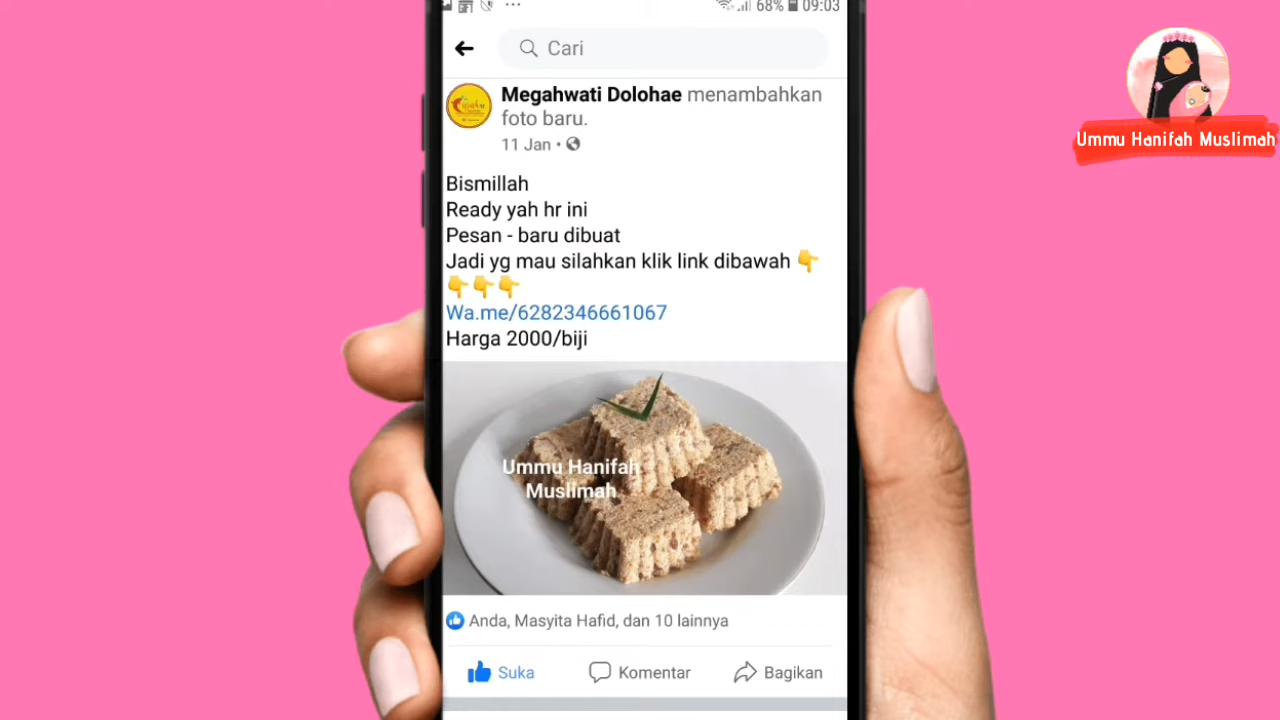 68% 09:03
Cari
Megahwati Dolohae menambahkan
foto baru.
11 Jan •
Bismillah
Ready yah hr ini
Pesan - baru dibuat
Jadi yg mau silahkan klik link dibawah 👇
👇👇👇
Wa.me/6282346661067
Harga 2000/biji
Ummu Hanifah
Muslimah
Anda, Masyita Hafid, dan 10 lainnya
Suka Komentar Bagikan
Ummu Hanifah Muslimah